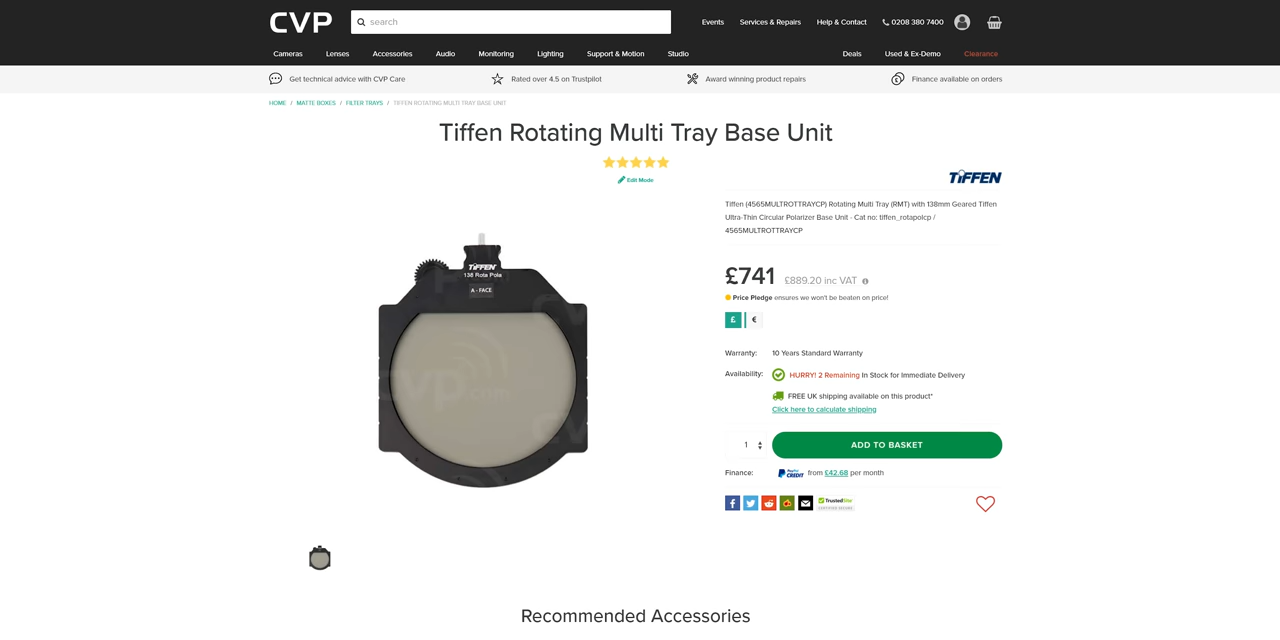 CVP
search
Events
Services & Repairs
Help & Contact
0208 380 7400
Cameras
Lenses
Accessories
Audio
Monitoring
Lighting
Support & Motion
Studio
Deals
Used & Ex-Demo
Clearance
Get technical advice with CVP Care
Rated over 4.5 on Trustpilot
Award winning product repairs
Finance available on orders
HOME / MATTE BOXES / FILTER TRAYS / TIFFEN ROTATING MULTI TRAY BASE UNIT
Tiffen Rotating Multi Tray Base Unit
Edit Mode
TIFFEN
Tiffen (4565MULTROTTRAYCP) Rotating Multi Tray (RMT) with 138mm Geared Tiffen
Ultra-Thin Circular Polarizer Base Unit - Cat no: tiffen_rotapolcp /
4565MULTROTTRAYCP
TIFFEN
138 Rota Pola
A - FACE
CVP.com
£741 £889.20 inc VAT
Price Pledge ensures we won't be beaten on price!
£ €
Warranty: 10 Years Standard Warranty
Availability: HURRY! 2 Remaining In Stock for Immediate Delivery
FREE UK shipping available on this product*
Click here to calculate shipping
1
ADD TO BASKET
Finance: PayPal CREDIT from £42.68 per month
TrustedSite
CERTIFIED SECURE
Recommended Accessories